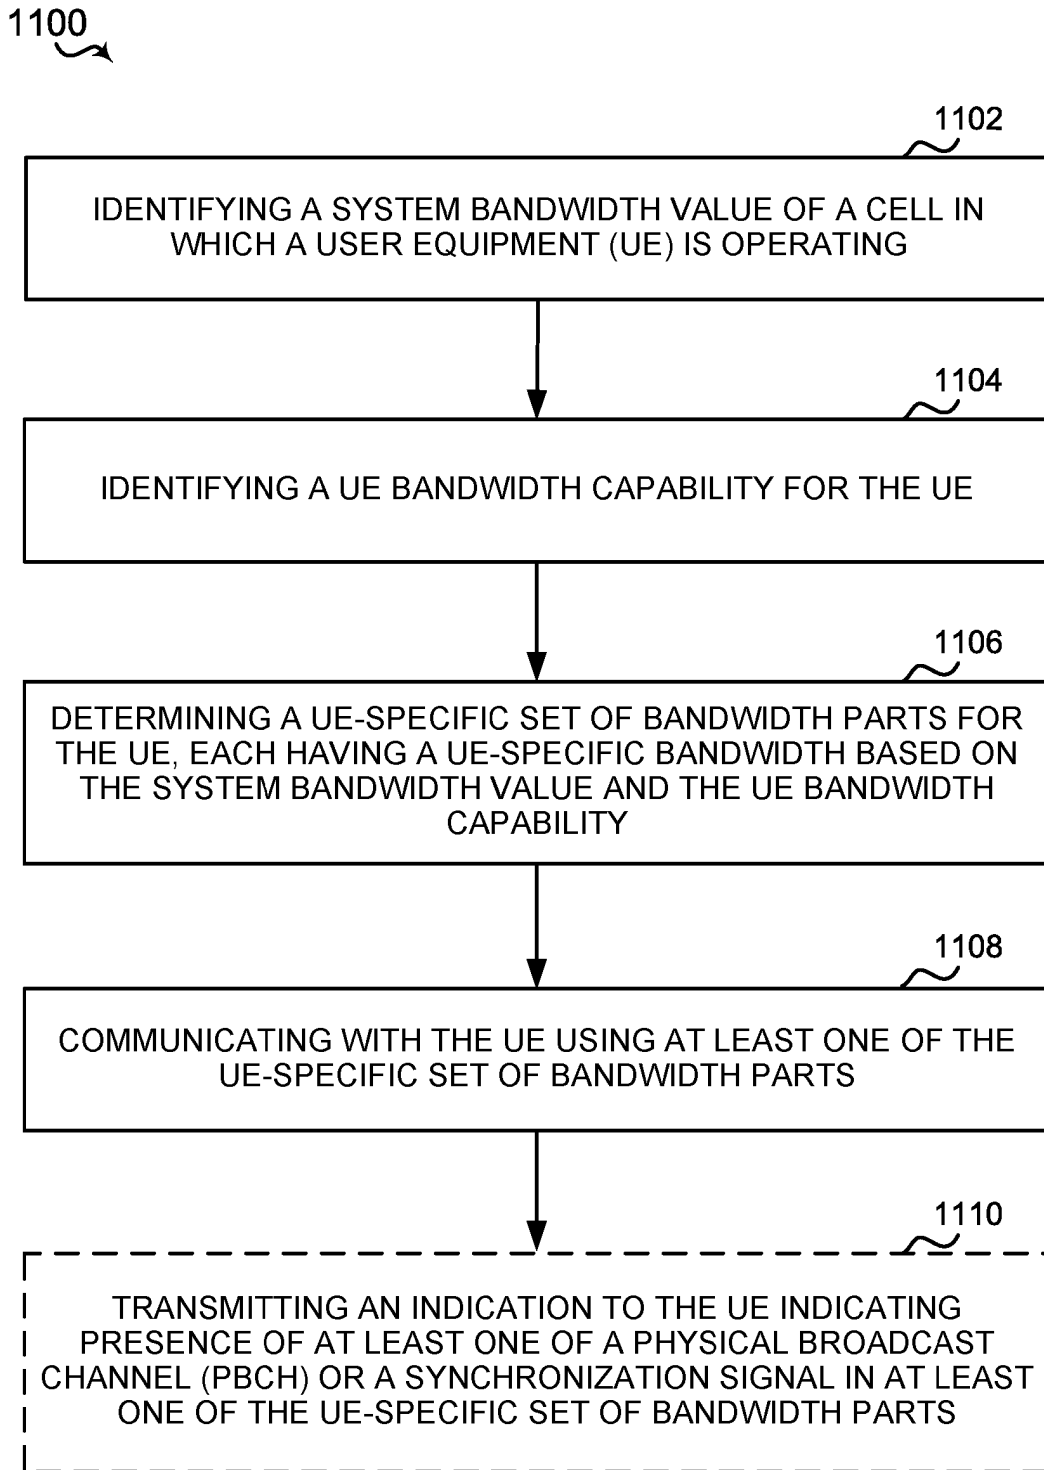 1100
1102
IDENTIFYING A SYSTEM BANDWIDTH VALUE OF A CELL IN
WHICH A USER EQUIPMENT (UE) IS OPERATING
1104
IDENTIFYING A UE BANDWIDTH CAPABILITY FOR THE UE
1106
DETERMINING A UE-SPECIFIC SET OF BANDWIDTH PARTS FOR
THE UE, EACH HAVING A UE-SPECIFIC BANDWIDTH BASED ON
THE SYSTEM BANDWIDTH VALUE AND THE UE BANDWIDTH
CAPABILITY
1108
COMMUNICATING WITH THE UE USING AT LEAST ONE OF THE
UE-SPECIFIC SET OF BANDWIDTH PARTS
1110
TRANSMITTING AN INDICATION TO THE UE INDICATING
PRESENCE OF AT LEAST ONE OF A PHYSICAL BROADCAST
CHANNEL (PBCH) OR A SYNCHRONIZATION SIGNAL IN AT LEAST
ONE OF THE UE-SPECIFIC SET OF BANDWIDTH PARTS